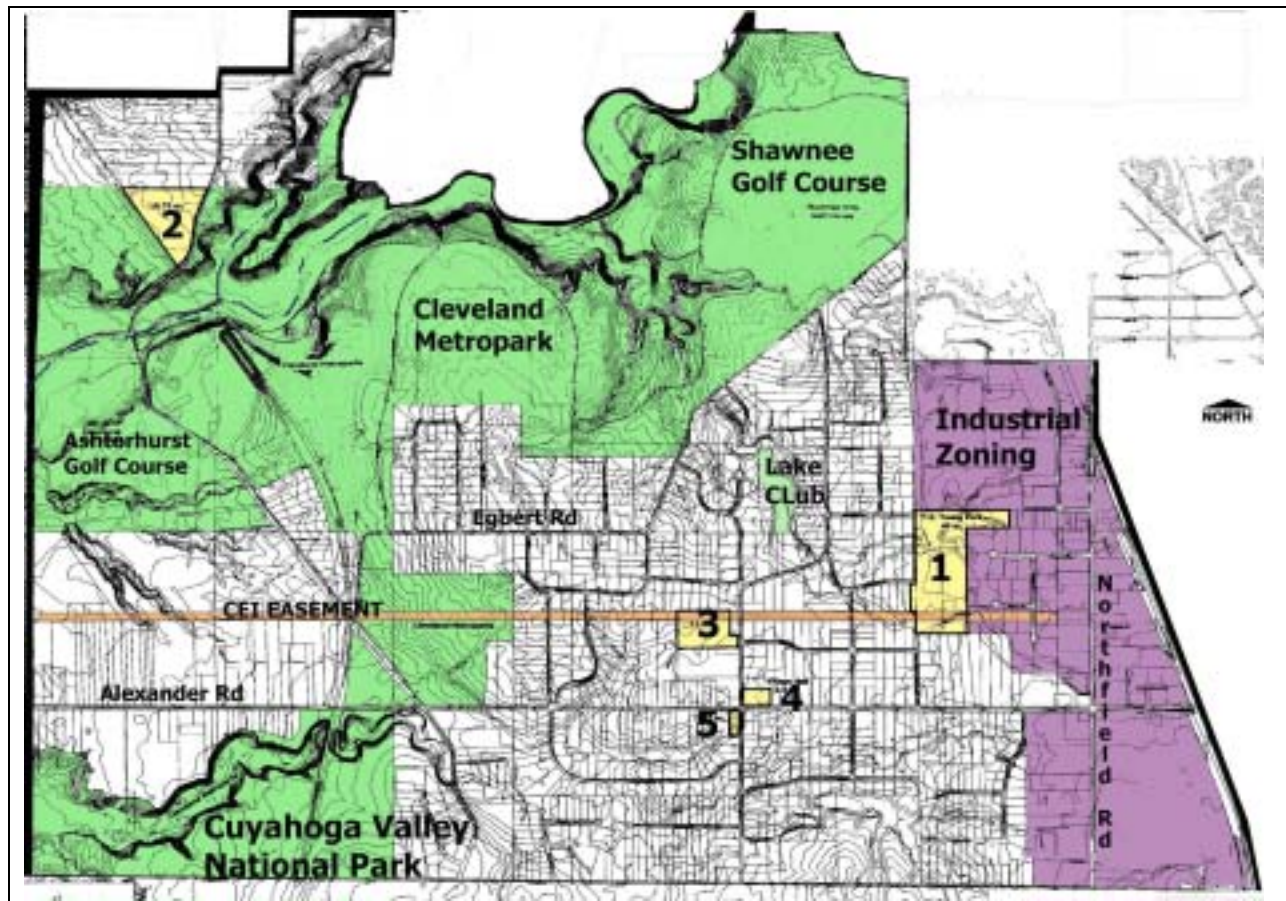 Shawnee
Golf Course
2
Cleveland
Metropark
NORTH
Industrial
Zoning
Ashterhurst
Golf Course
Lake
CLub
Egbert Rd
1
CEI EASEMENT
3
Northfield Rd
Alexander Rd
4
5
Cuyahoga Valley
National Park